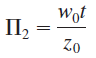 Π₂ = w₀t / z₀